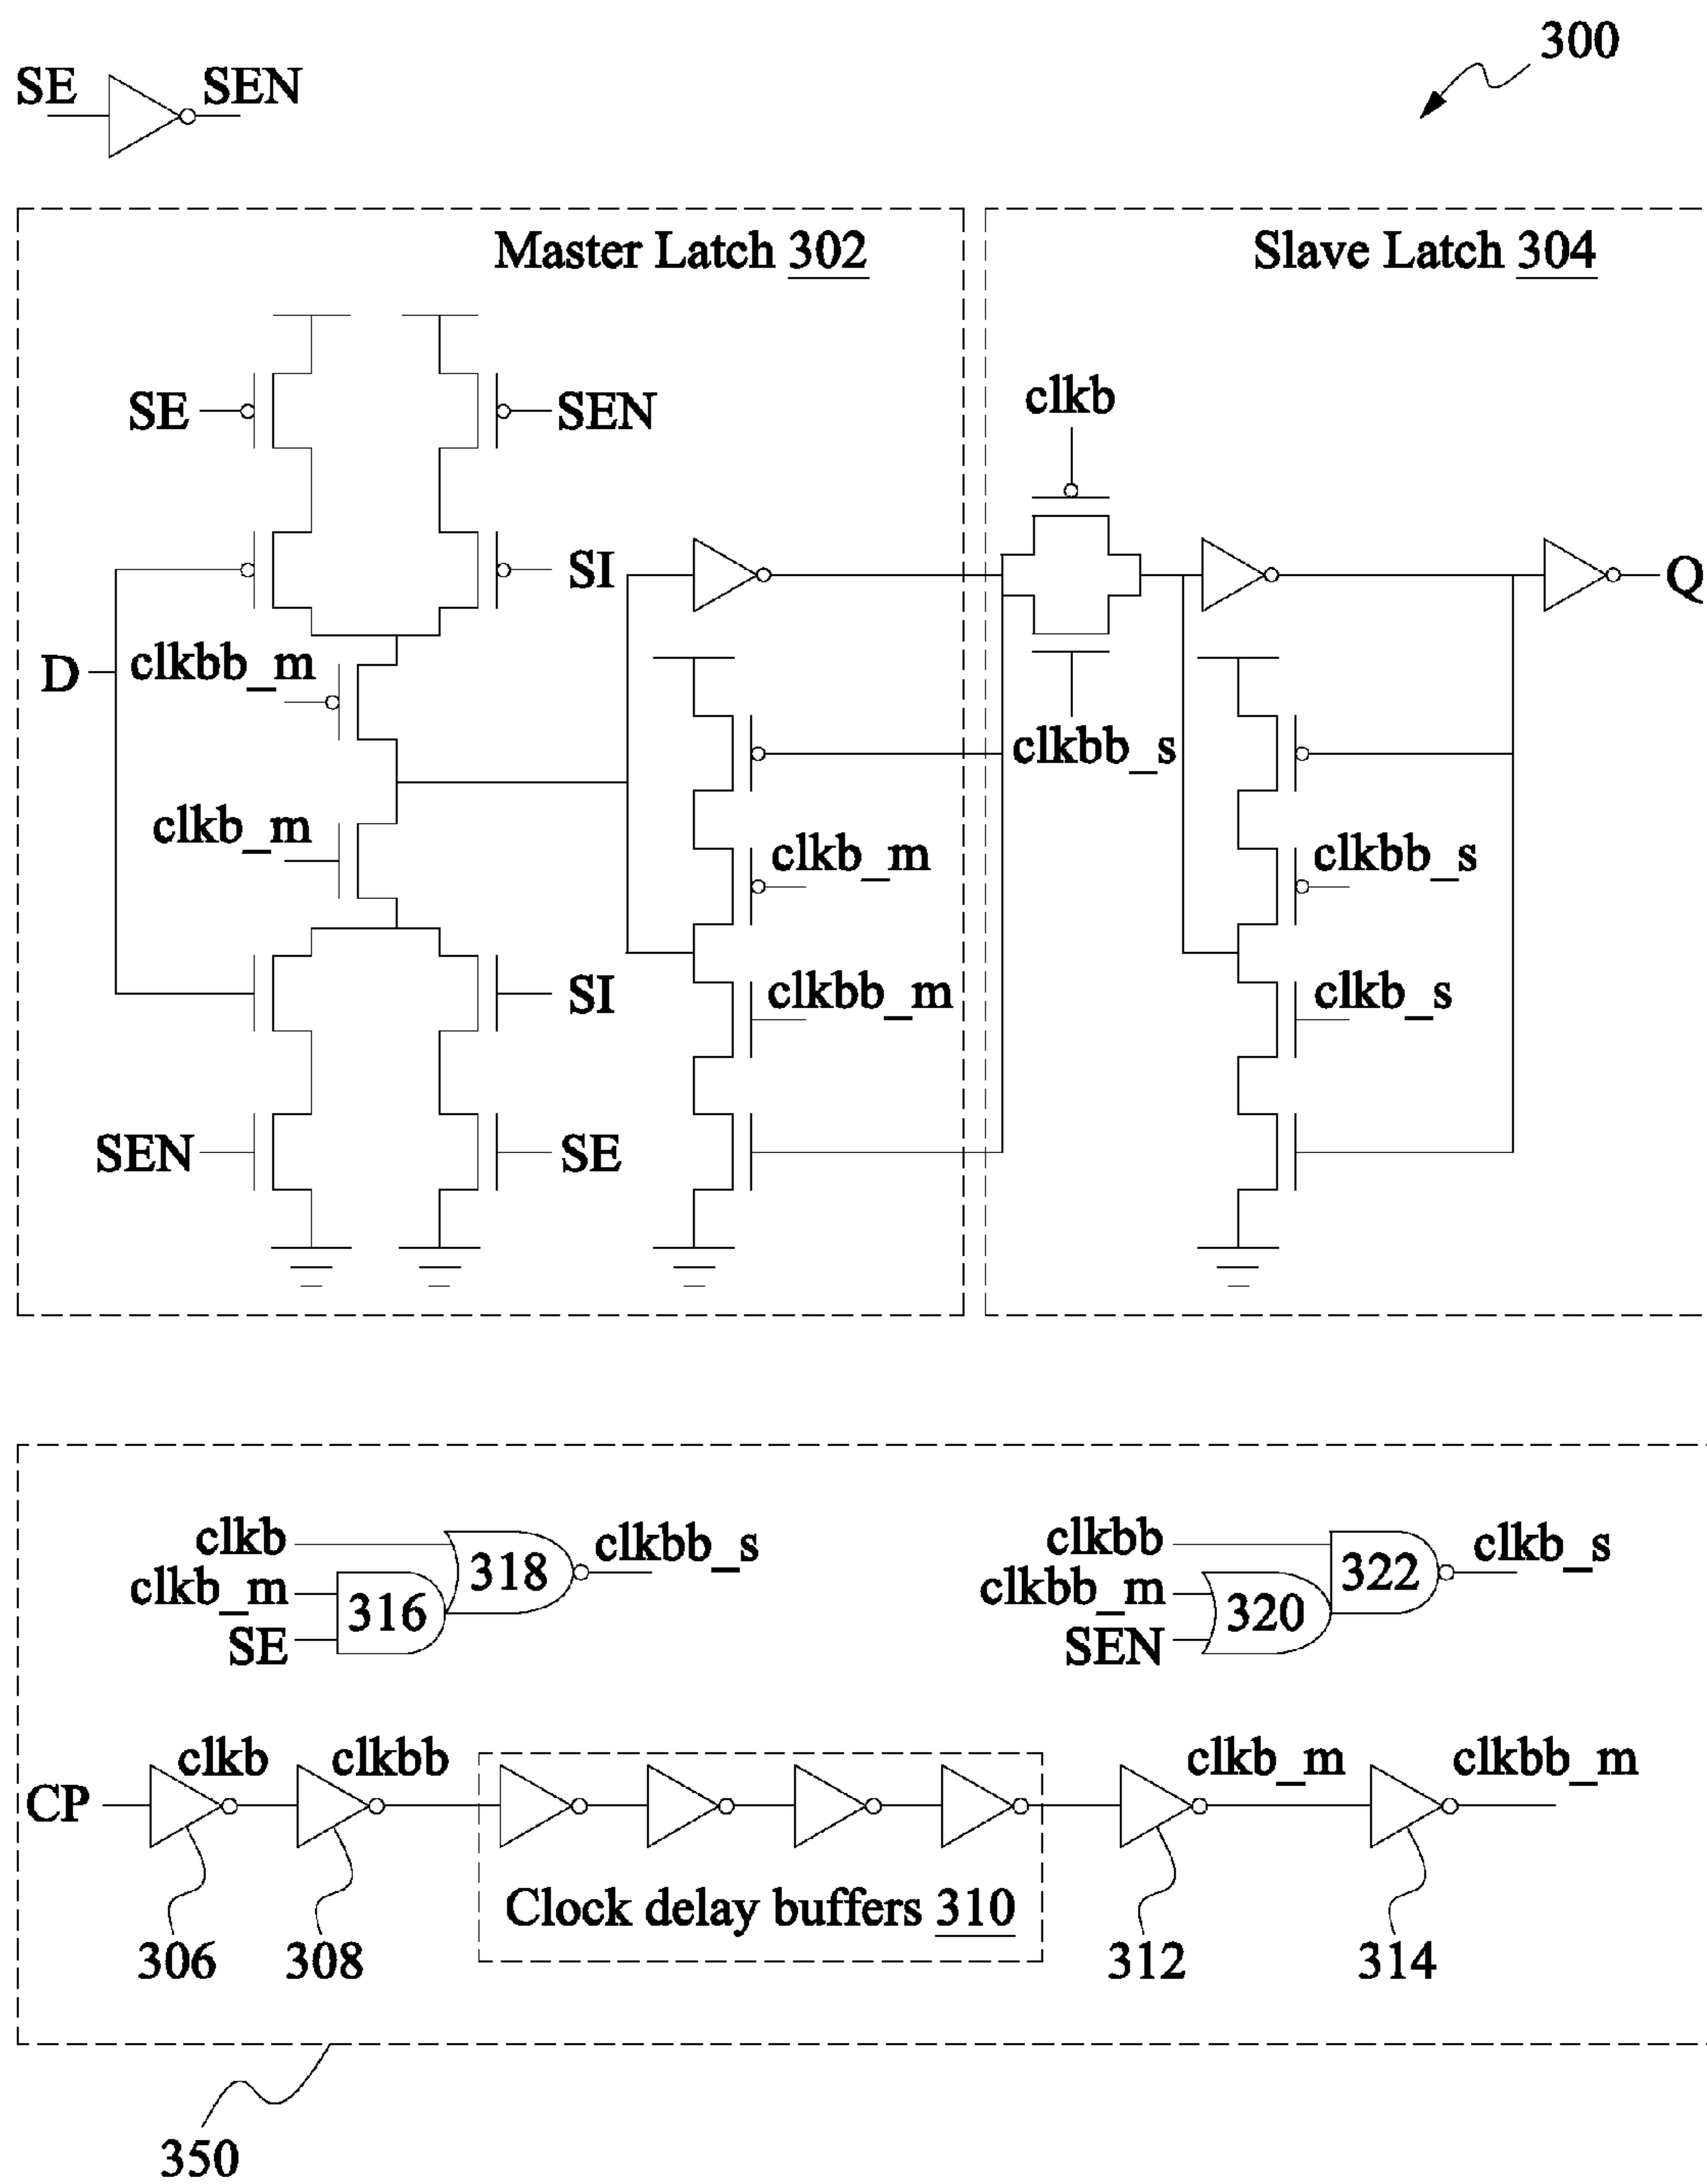 300
SE SEN
Master Latch 302
Slave Latch 304
SE
SEN
clkb
SI
Q
D
clkbb_m
clkbb_s
clkb_m
clkb_m
clkbb_s
SI
clkbb_m
clkb_s
SEN
SE
clkb
clkb_m
SE
316
318
clkbb_s
clkbb
clkbb_m
SEN
320
322
clkb_s
CP
clkb
clkbb
clkb_m
clkbb_m
Clock delay buffers 310
306
308
312
314
350